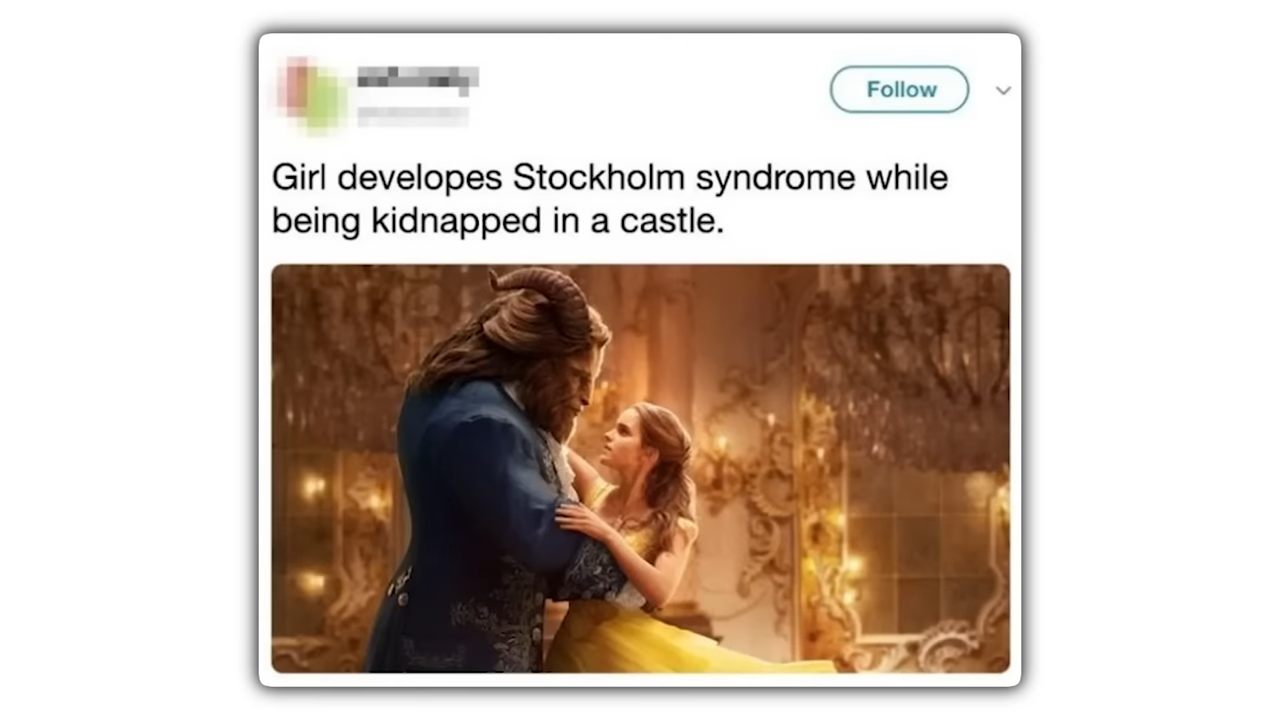 Follow
Girl developes Stockholm syndrome while
being kidnapped in a castle.